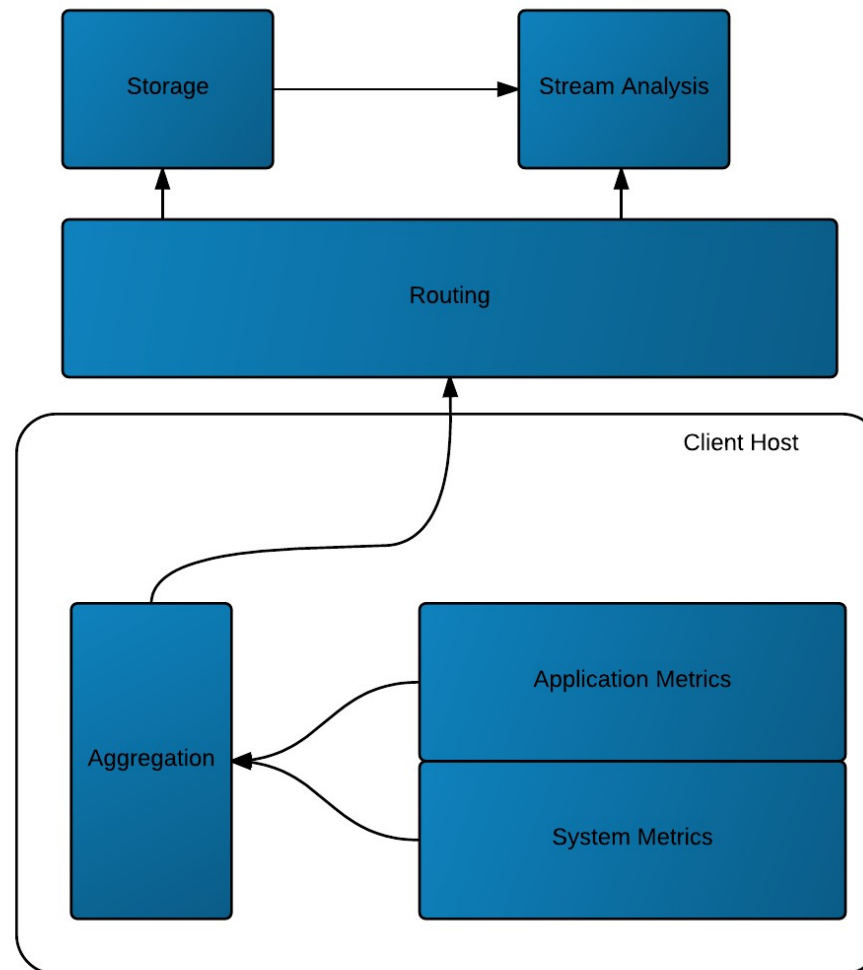 Storage
Stream Analysis
Routing
Client Host
Application Metrics
Aggregation
System Metrics